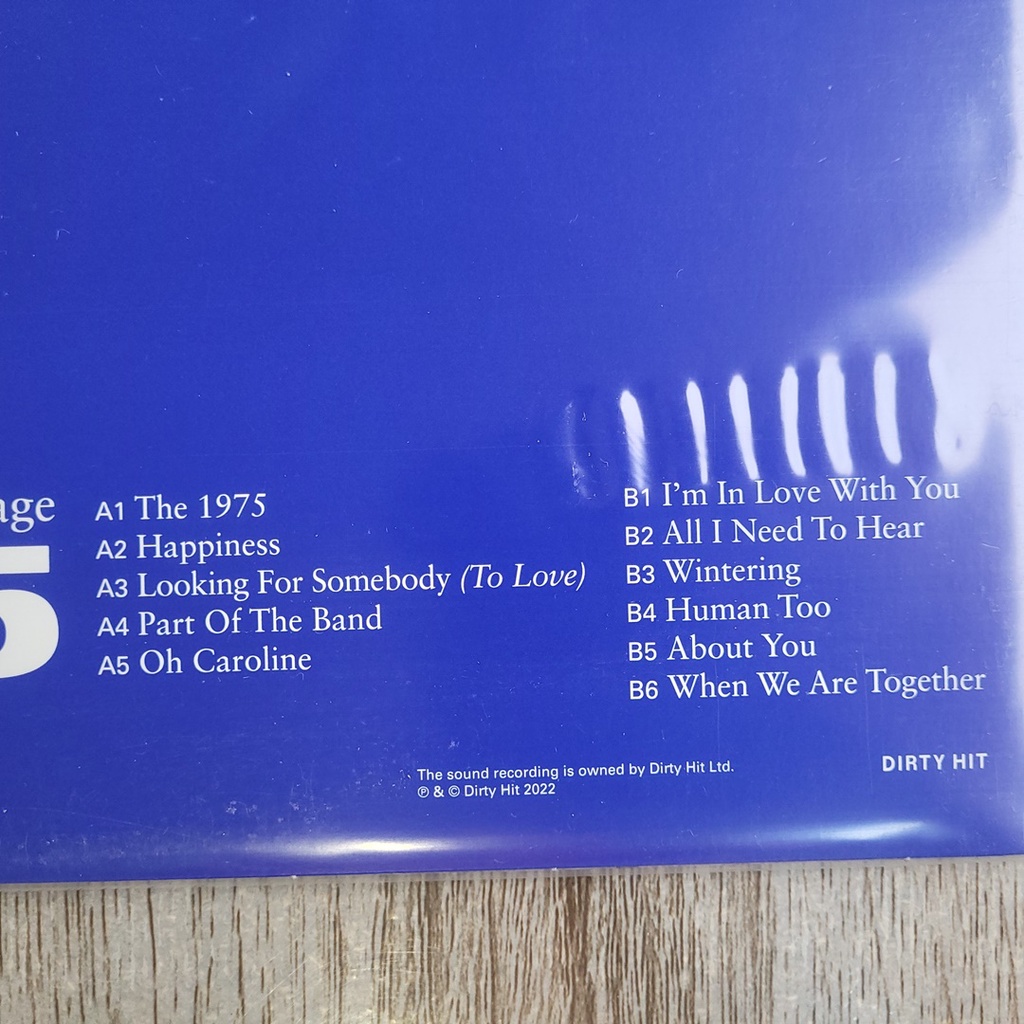 age
5
A1 The 1975
A2 Happiness
A3 Looking For Somebody (To Love)
A4 Part Of The Band
A5 Oh Caroline
B1 I'm In Love With You
B2 All I Need To Hear
B3 Wintering
B4 Human Too
B5 About You
B6 When We Are Together
The sound recording is owned by Dirty Hit Ltd.
℗ & © Dirty Hit 2022
DIRTY HIT